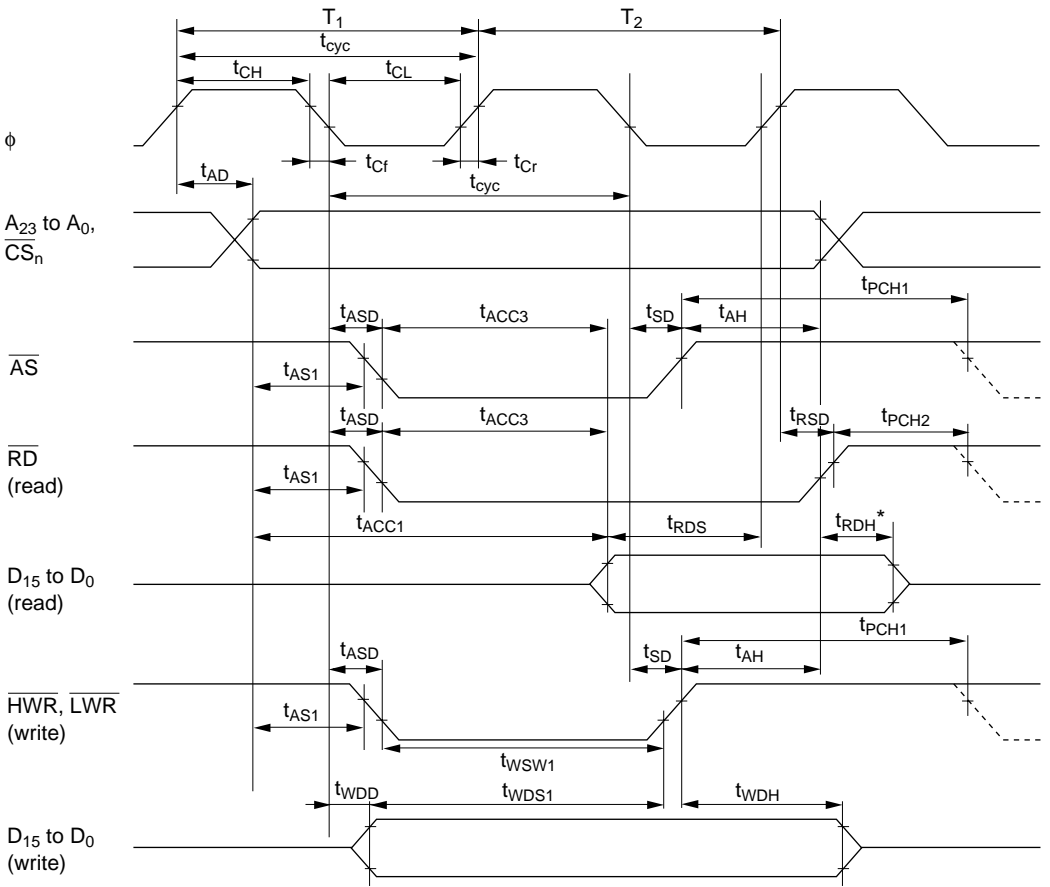 T1 T2
tcyc
tCH tCL
φ
tCf tCr
tAD
tcyc
A23 to A0,
CSn
tPCH1
tASD tACC3 tSD tAH
AS
tAS1
tASD tACC3 tRSD tPCH2
RD
(read)
tAS1
tACC1 tRDS tRDH*
D15 to D0
(read)
tPCH1
tASD tSD tAH
HWR, LWR
(write)
tAS1
tWSW1
tWDD tWDS1 tWDH
D15 to D0
(write)